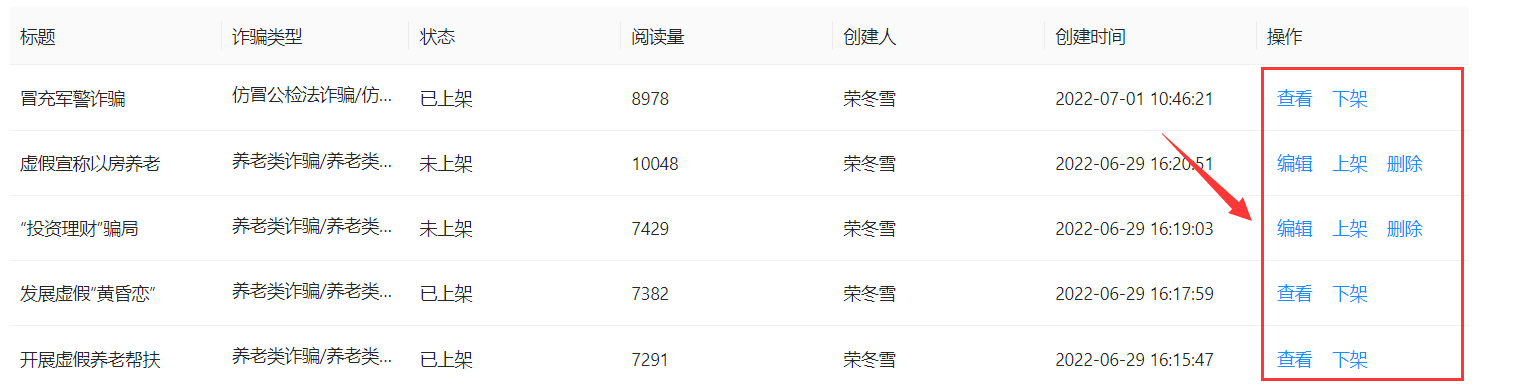 标题 诈骗类型 状态 阅读量 创建人 创建时间 操作
冒充军警诈骗 仿冒公检法诈骗/仿... 已上架 8978 荣冬雪 2022-07-01 10:46:21 查看 下架
虚假宣称以房养老 养老类诈骗/养老类... 未上架 10048 荣冬雪 2022-06-29 16:20:51 编辑 上架 删除
“投资理财”骗局 养老类诈骗/养老类... 未上架 7429 荣冬雪 2022-06-29 16:19:03 编辑 上架 删除
发展虚假“黄昏恋” 养老类诈骗/养老类... 已上架 7382 荣冬雪 2022-06-29 16:17:59 查看 下架
开展虚假养老帮扶 养老类诈骗/养老类... 已上架 7291 荣冬雪 2022-06-29 16:15:47 查看 下架